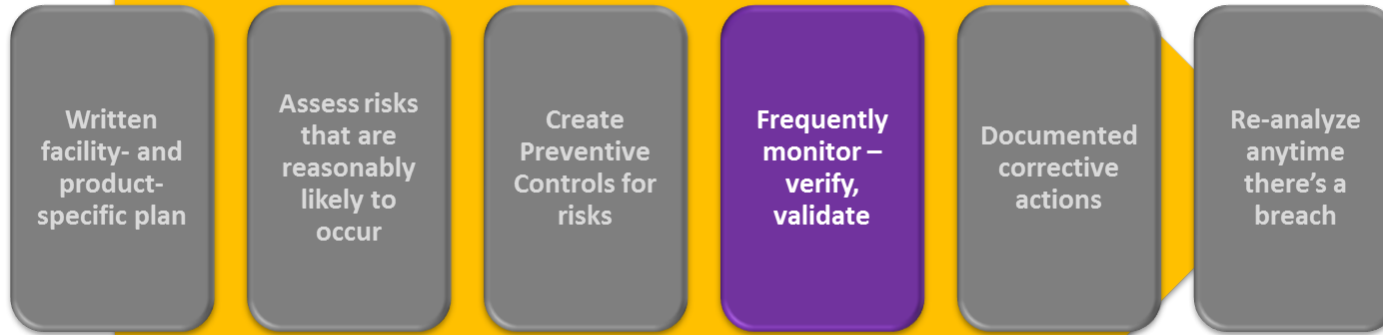 Written
facility- and
product-
specific plan
Assess risks
that are
reasonably
likely to
occur
Create
Preventive
Controls for
risks
Frequently
monitor –
verify,
validate
Documented
corrective
actions
Re-analyze
anytime
there's a
breach